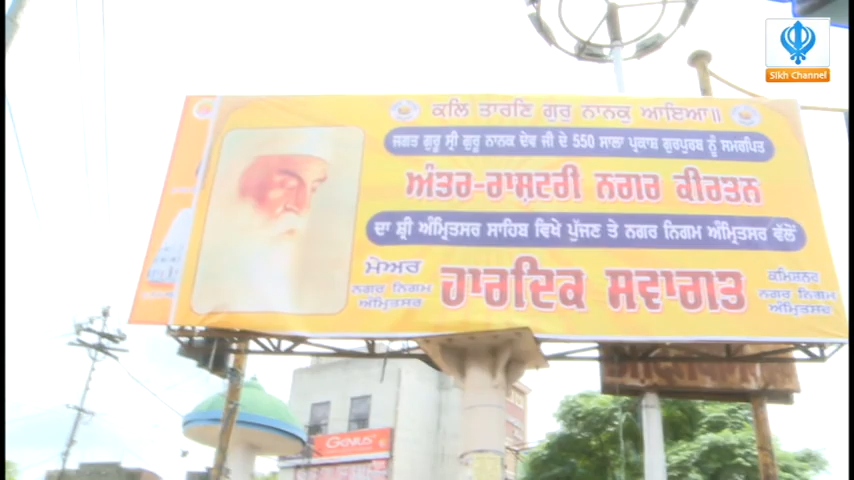 Sikh Channel
ਕਲਿ ਤਾਰਣਿ ਗੁਰੁ ਨਾਨਕੁ ਆਇਆ॥
ਜਗਤ ਗੁਰੂ ਸ੍ਰੀ ਗੁਰੂ ਨਾਨਕ ਦੇਵ ਜੀ ਦੇ 550 ਸਾਲਾ ਪ੍ਰਕਾਸ਼ ਗੁਰਪੁਰਬ ਨੂੰ ਸਮਰਪਿਤ
ਅੰਤਰ-ਰਾਸ਼ਟਰੀ ਨਗਰ ਕੀਰਤਨ
ਦਾ ਸ਼੍ਰੀ ਅੰਮ੍ਰਿਤਸਰ ਸਾਹਿਬ ਵਿਖੇ ਪੁੱਜਣ ਤੇ ਨਗਰ ਨਿਗਮ ਅੰਮ੍ਰਿਤਸਰ ਵੱਲੋਂ
ਹਾਰਦਿਕ ਸਵਾਗਤ
ਮੇਅਰ
ਨਗਰ ਨਿਗਮ
ਅੰਮ੍ਰਿਤਸਰ
ਕਮਿਸ਼ਨਰ
ਨਗਰ ਨਿਗਮ
ਅੰਮ੍ਰਿਤਸਰ
GENIUS